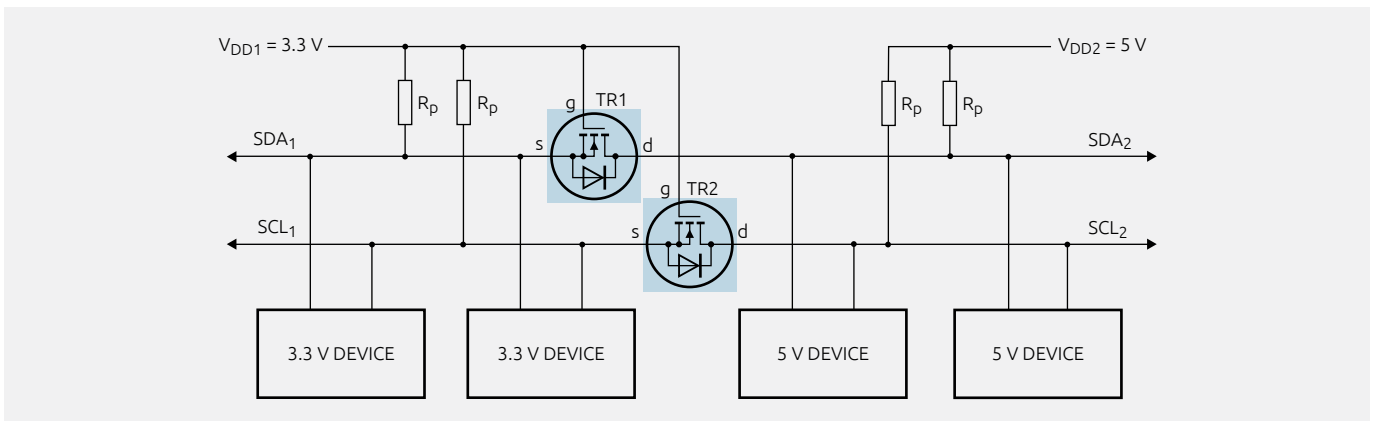 VDD1 = 3.3 V
VDD2 = 5 V
Rp
Rp
g
TR1
Rp
Rp
SDA1
s
d
SDA2
g
TR2
SCL1
s
d
SCL2
3.3 V DEVICE
3.3 V DEVICE
5 V DEVICE
5 V DEVICE